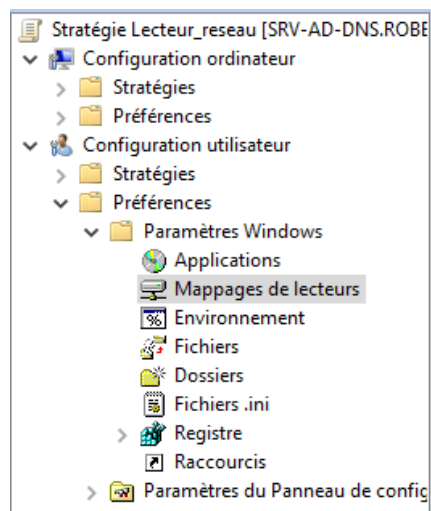 Stratégie Lecteur_reseau [SRV-AD-DNS.ROBE
Configuration ordinateur
Stratégies
Préférences
Configuration utilisateur
Stratégies
Préférences
Paramètres Windows
Applications
Mappages de lecteurs
Environnement
Fichiers
Dossiers
Fichiers .ini
Registre
Raccourcis
Paramètres du Panneau de config